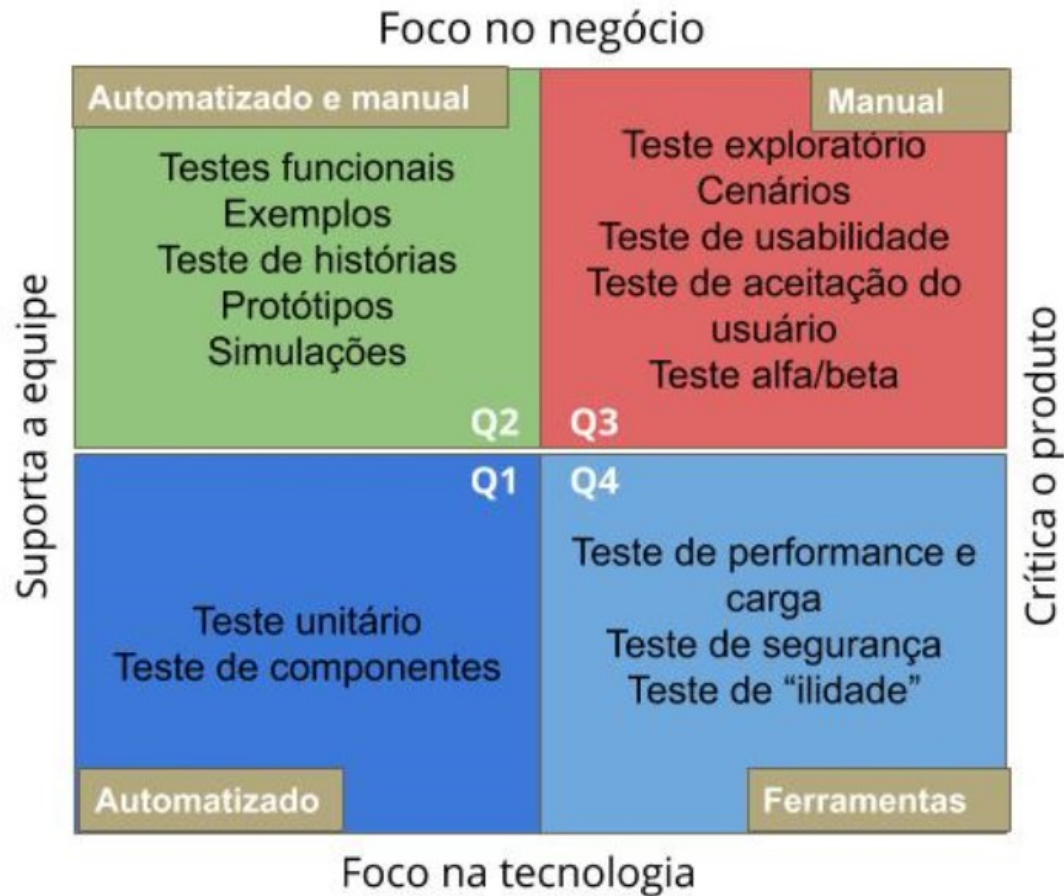 Foco no negócio
Automatizado e manual
Testes funcionais
Exemplos
Teste de histórias
Protótipos
Simulações
Q2
Manual
Teste exploratório
Cenários
Teste de usabilidade
Teste de aceitação do
usuário
Teste alfa/beta
Q3
Suporta a equipe
Crítica o produto
Q1
Teste unitário
Teste de componentes
Automatizado
Q4
Teste de performance e
carga
Teste de segurança
Teste de “ilidade”
Ferramentas
Foco na tecnologia